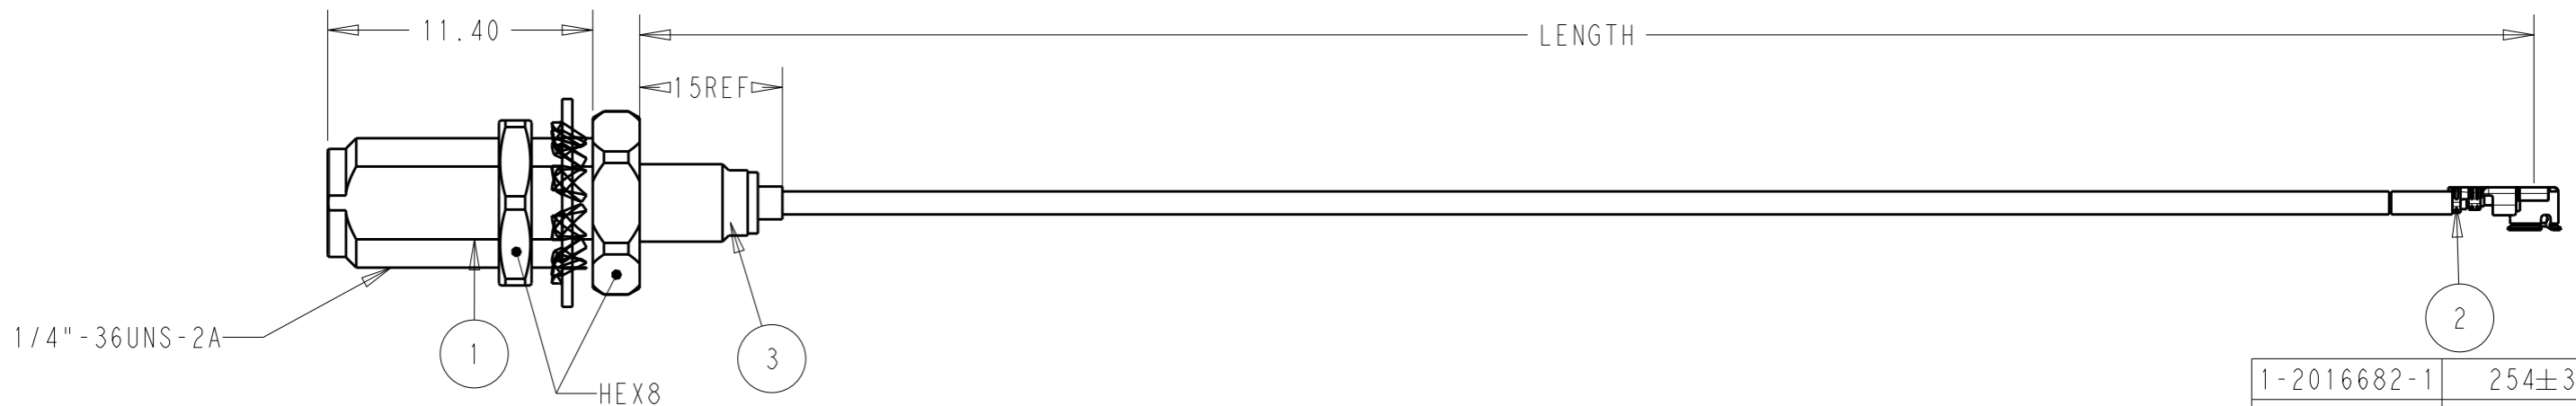 11.40
LENGTH
15REF
1/4"-36UNS-2A
1
3
2
HEX8
1-2016682-1 254±3